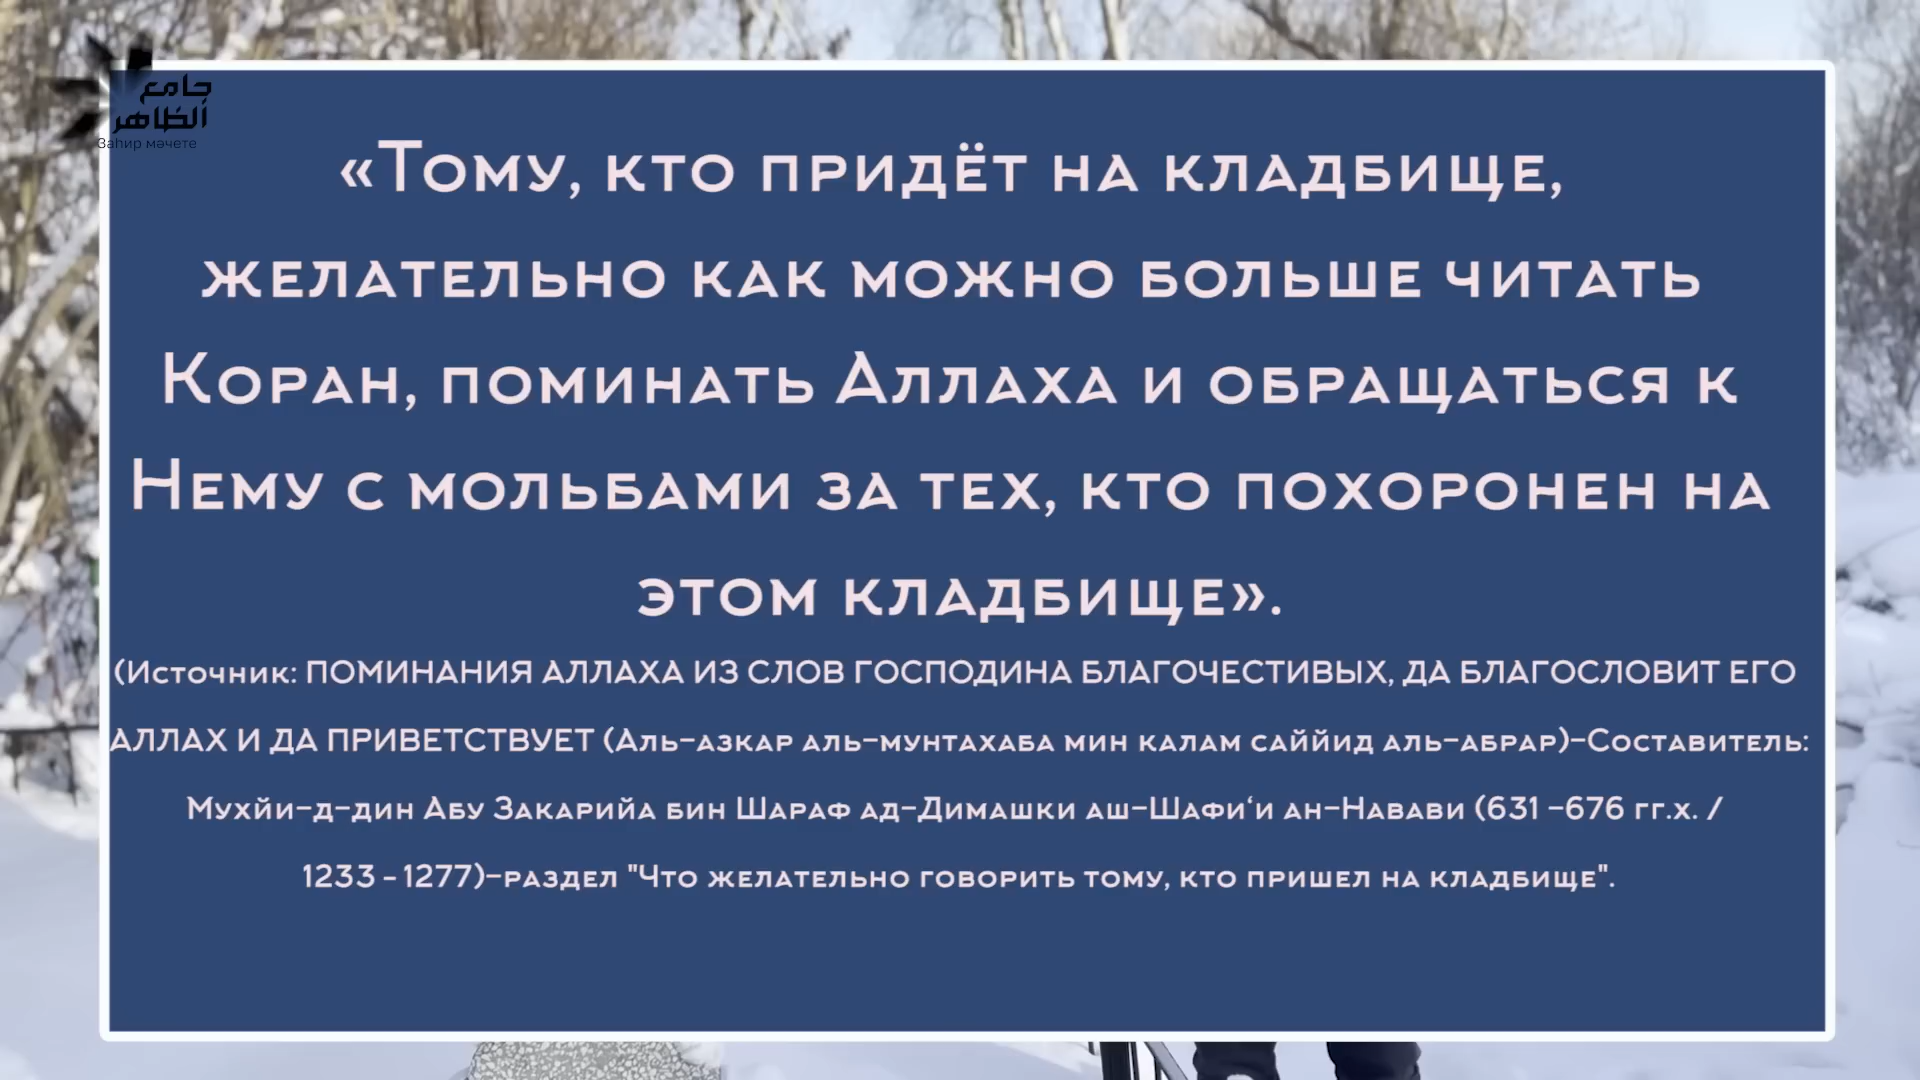 جامع
الظاهر
Заһир мәчете
«Тому, кто придёт на кладбище,
желательно как можно больше читать
Коран, поминать Аллаха и обращаться к
Нему с мольбами за тех, кто похоронен на
этом кладбище».
(Источник: ПОМИНАНИЯ АЛЛАХА ИЗ СЛОВ ГОСПОДИНА БЛАГОЧЕСТИВЫХ, ДА БЛАГОСЛОВИТ ЕГО
АЛЛАХ И ДА ПРИВЕТСТВУЕТ (Аль-азкар аль-мунтахаба мин калам саййид аль-абрар)-Составитель:
Мухйи-д-дин Абу Закарийа бин Шараф ад-Димашки аш-Шафи‘и ан-Навави (631 -676 гг.х. /
1233 - 1277)-раздел "Что желательно говорить тому, кто пришел на кладбище".